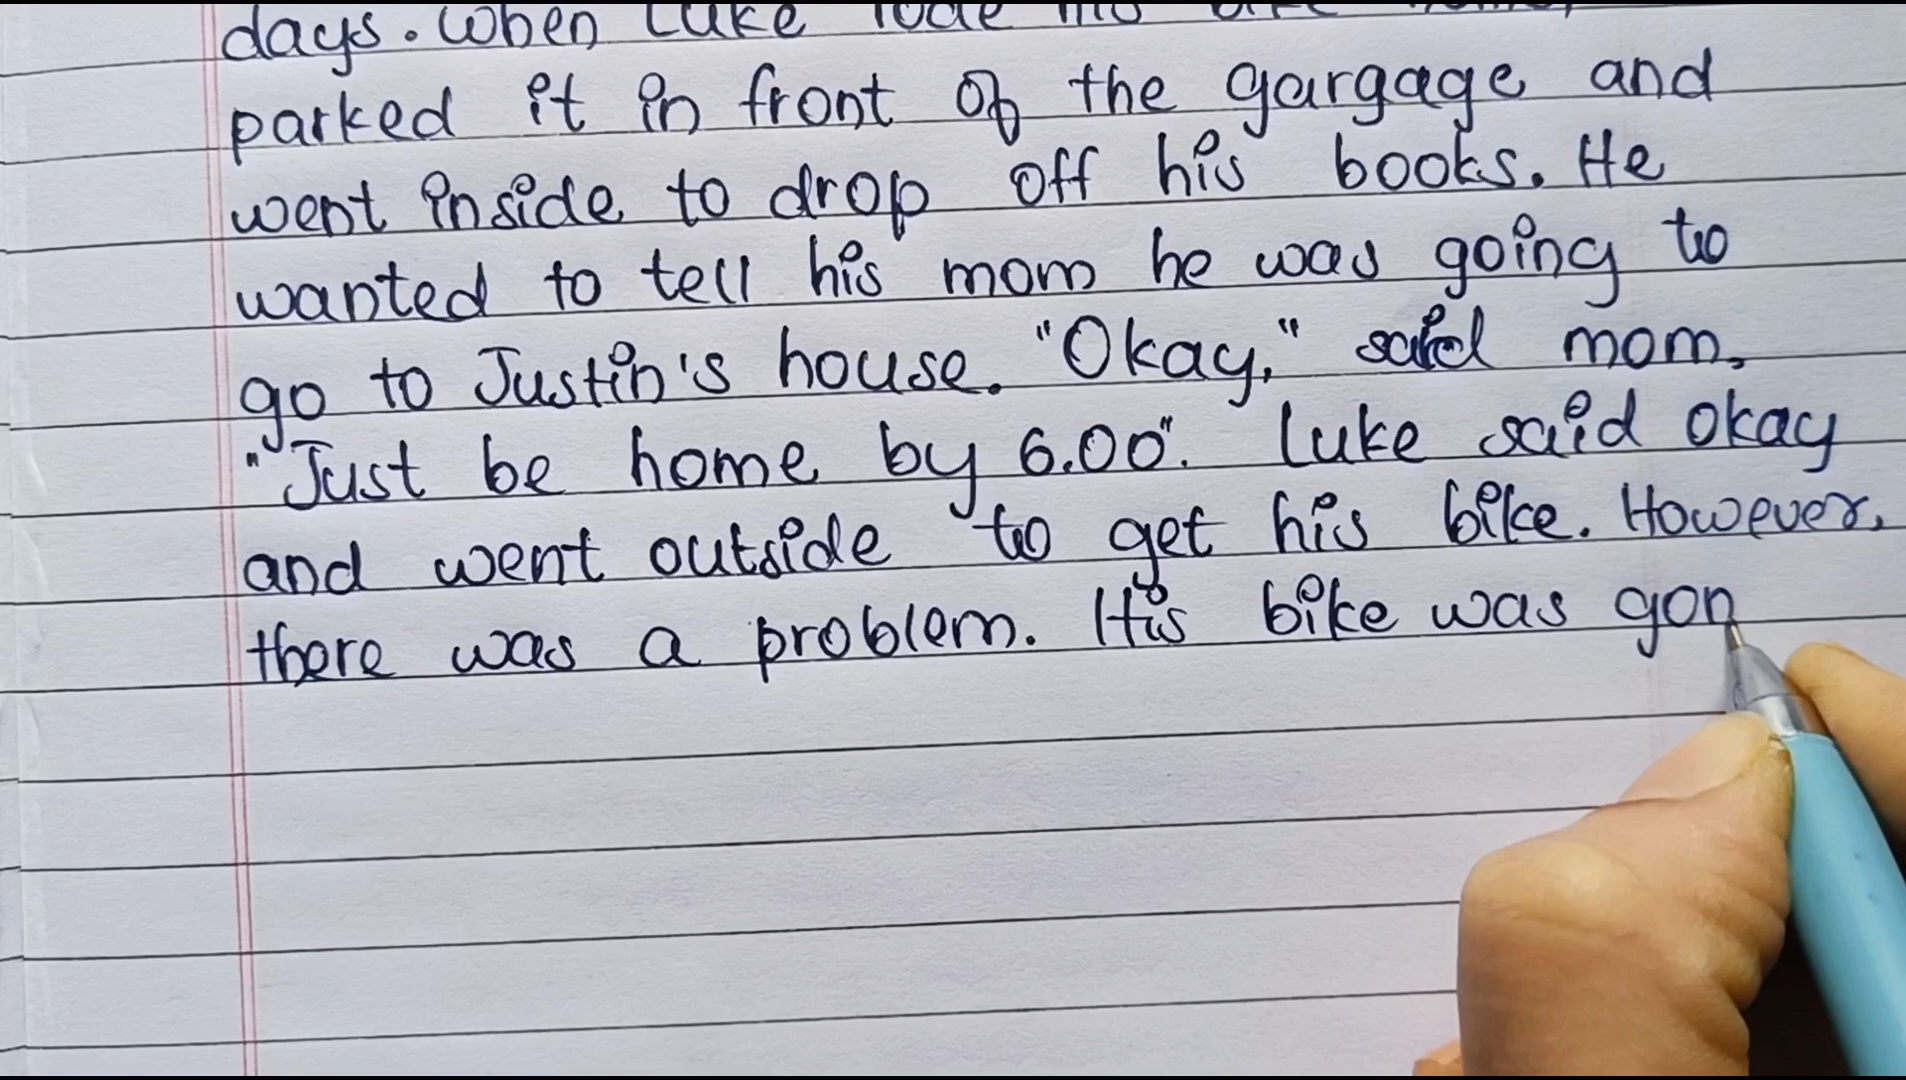 days. When Luke rode his
parked it in front of the gargage and
went inside to drop off his books. He
wanted to tell his mom he was going to
go to Justin's house. "Okay," said mom,
"Just be home by 6.00". Luke said okay
and went outside to get his bike. However,
there was a problem. His bike was gon